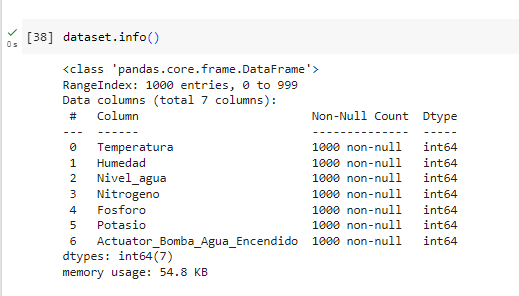 [38] dataset.info()
0s
<class 'pandas.core.frame.DataFrame'>
RangeIndex: 1000 entries, 0 to 999
Data columns (total 7 columns):
 #   Column                        Non-Null Count  Dtype
---  ------                        --------------  -----
 0   Temperatura                   1000 non-null   int64
 1   Humedad                       1000 non-null   int64
 2   Nivel_agua                    1000 non-null   int64
 3   Nitrogeno                     1000 non-null   int64
 4   Fosforo                       1000 non-null   int64
 5   Potasio                       1000 non-null   int64
 6   Actuator_Bomba_Agua_Encendido  1000 non-null   int64
dtypes: int64(7)
memory usage: 54.8 KB